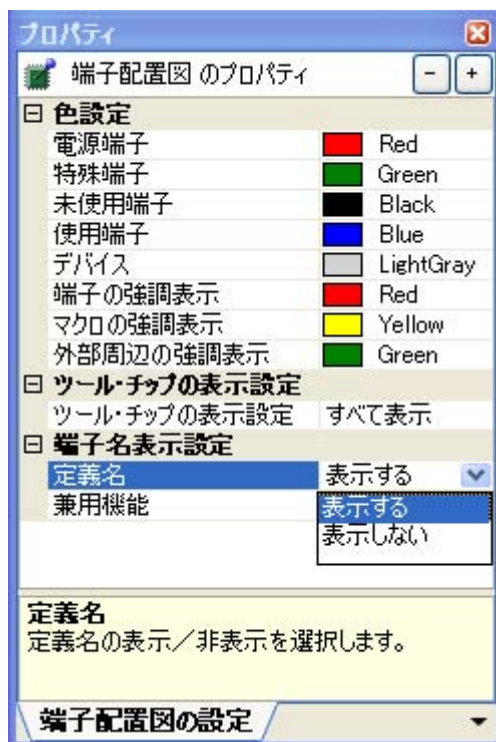 プロパティ
端子配置図 のプロパティ
色設定
電源端子 Red
特殊端子 Green
未使用端子 Black
使用端子 Blue
デバイス LightGray
端子の強調表示 Red
マクロの強調表示 Yellow
外部周辺の強調表示 Green
ツール・チップの表示設定
ツール・チップの表示設定 すべて表示
端子名表示設定
定義名 表示する
兼用機能 表示する
表示しない
定義名
定義名の表示／非表示を選択します。
端子配置図の設定